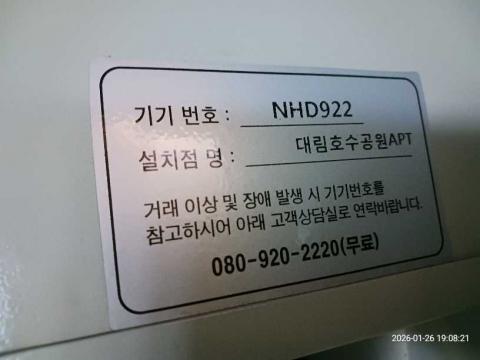 기기 번호 : NHD922
설치점 명 : 대림호수공원APT
거래 이상 및 장애 발생 시 기기번호를
참고하시어 아래 고객상담실로 연락바랍니다.
080-920-2220(무료)
2026-01-26 19:08:21